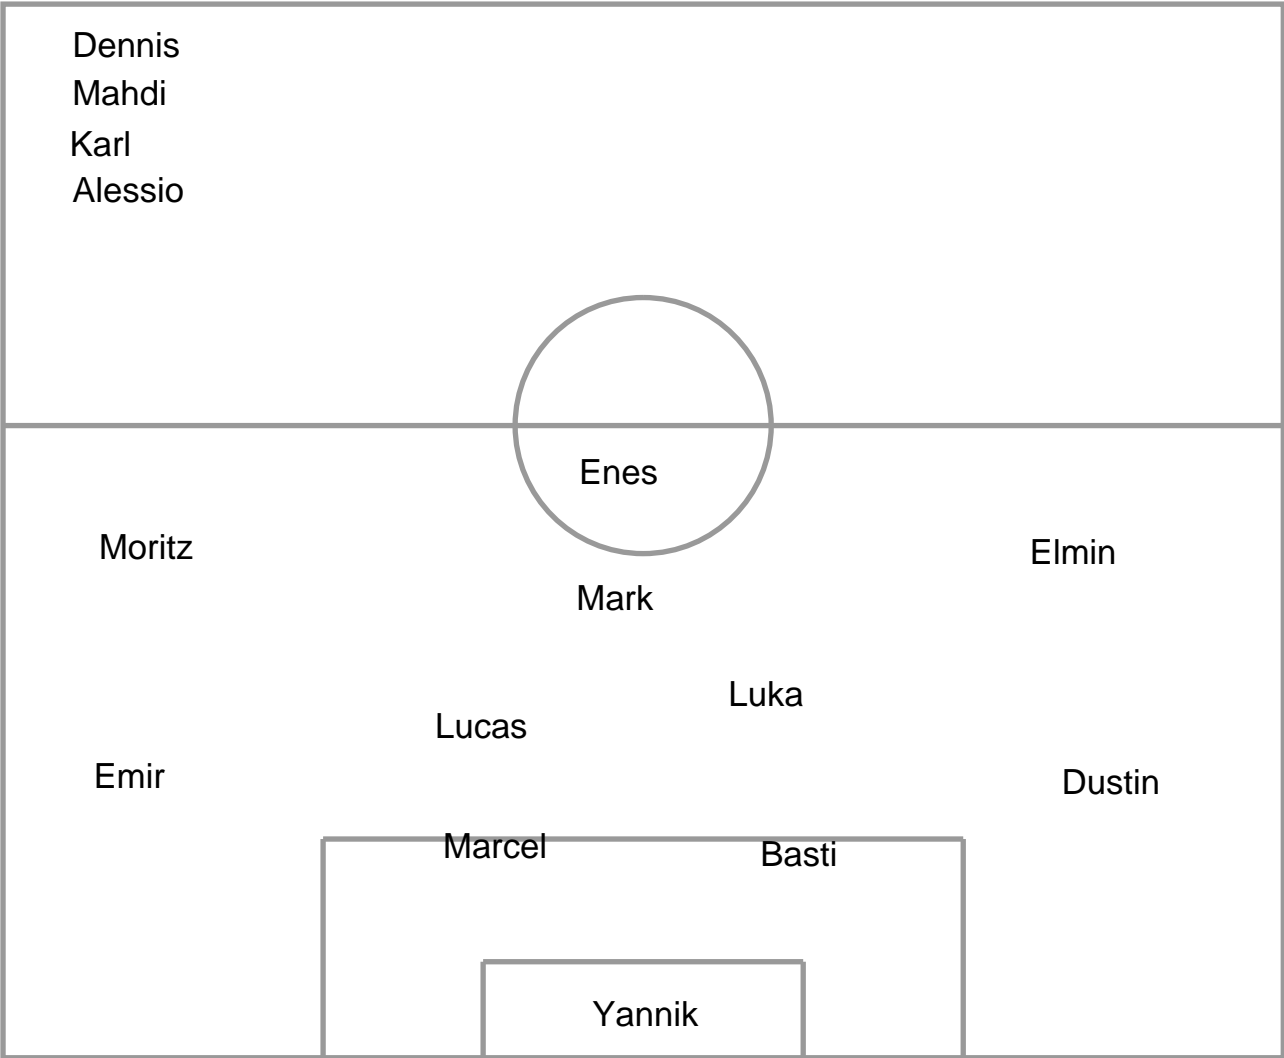 Dennis
Mahdi
Karl
Alessio
Enes
Moritz
Elmin
Mark
Luka
Lucas
Emir
Dustin
Marcel
Basti
Yannik